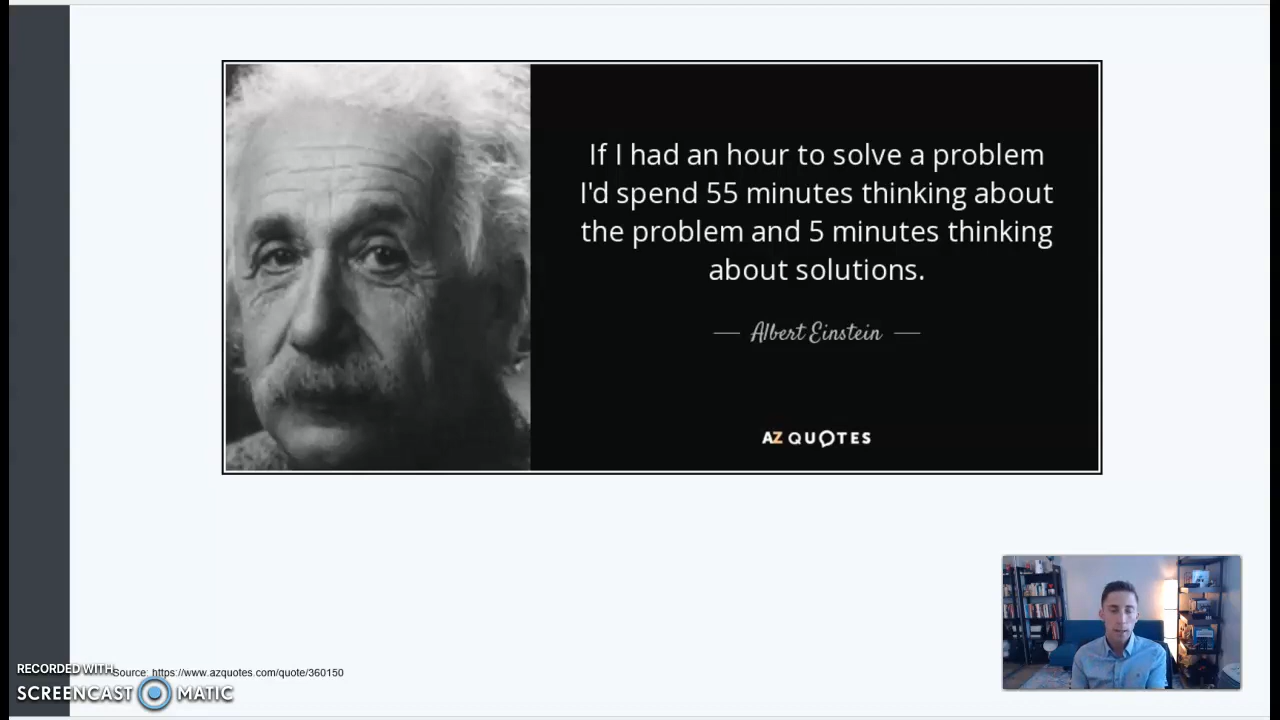 If I had an hour to solve a problem
I'd spend 55 minutes thinking about
the problem and 5 minutes thinking
about solutions.
Albert Einstein
AZ QUOTES
RECORDED WITH
Source: https://www.azquotes.com/quote/360150
SCREENCAST MATIC